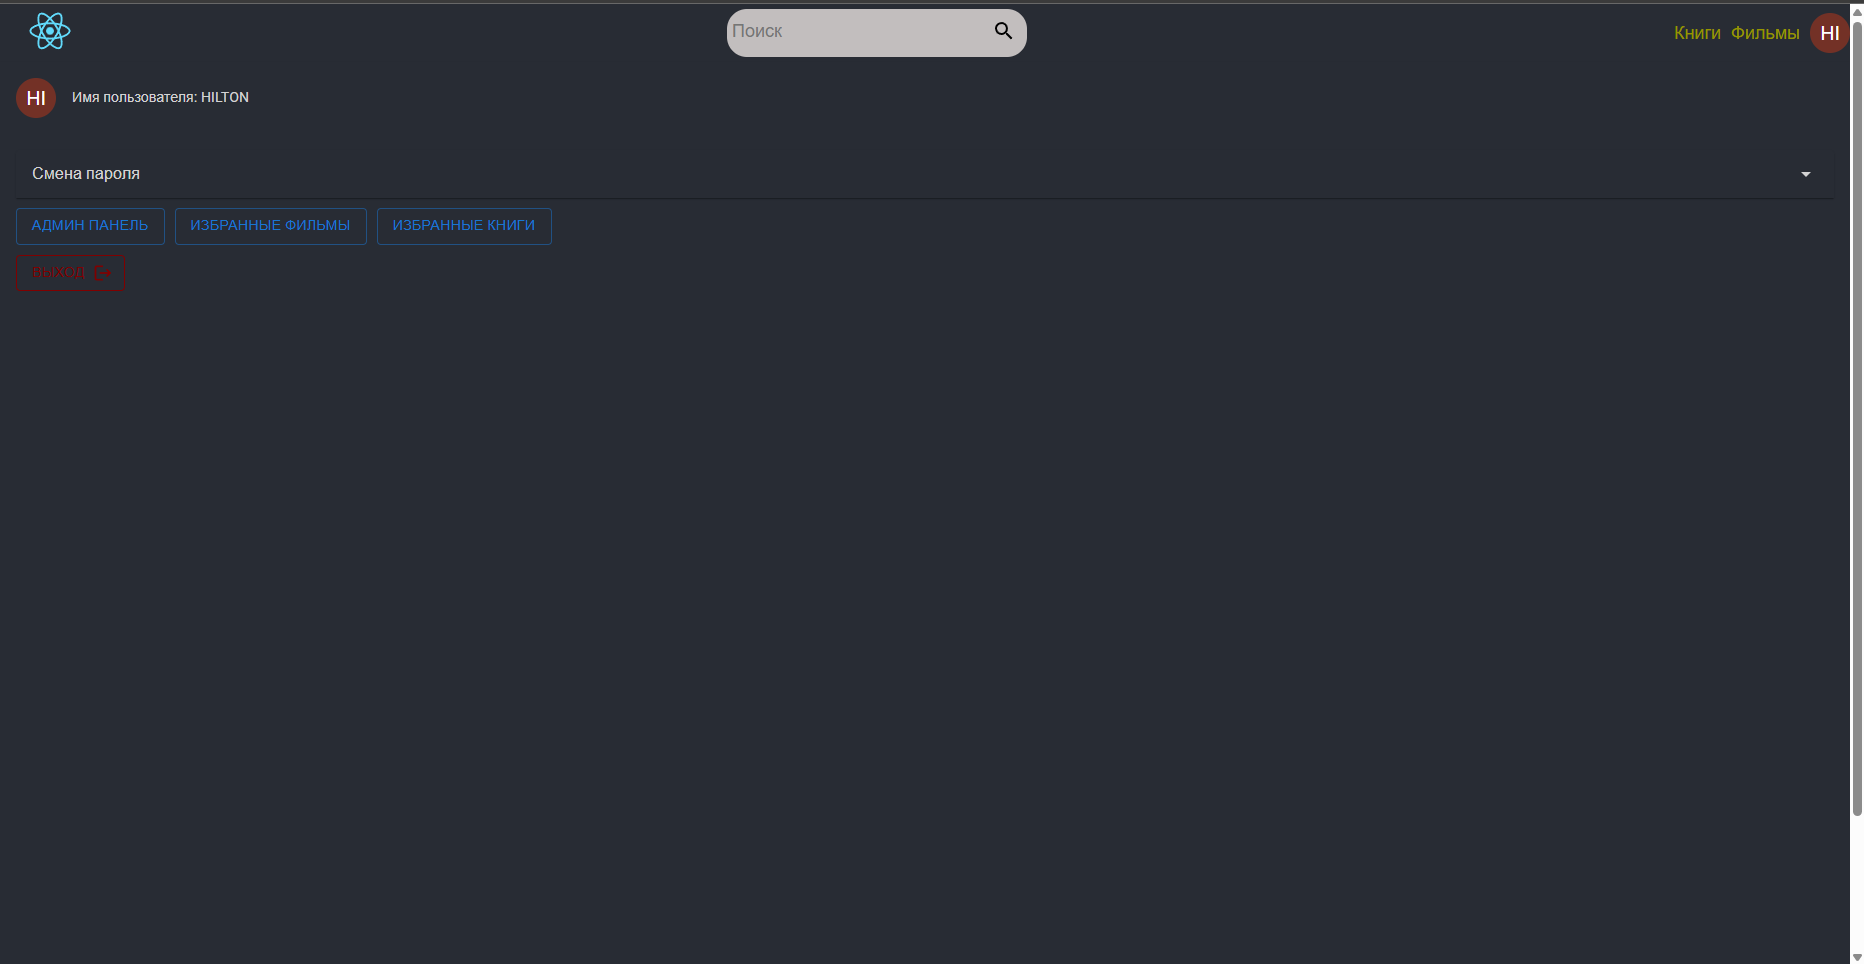 Поиск
Книги Фильмы HI
HI Имя пользователя: HILTON
Смена пароля
АДМИН ПАНЕЛЬ ИЗБРАННЫЕ ФИЛЬМЫ ИЗБРАННЫЕ КНИГИ
ВЫХОД